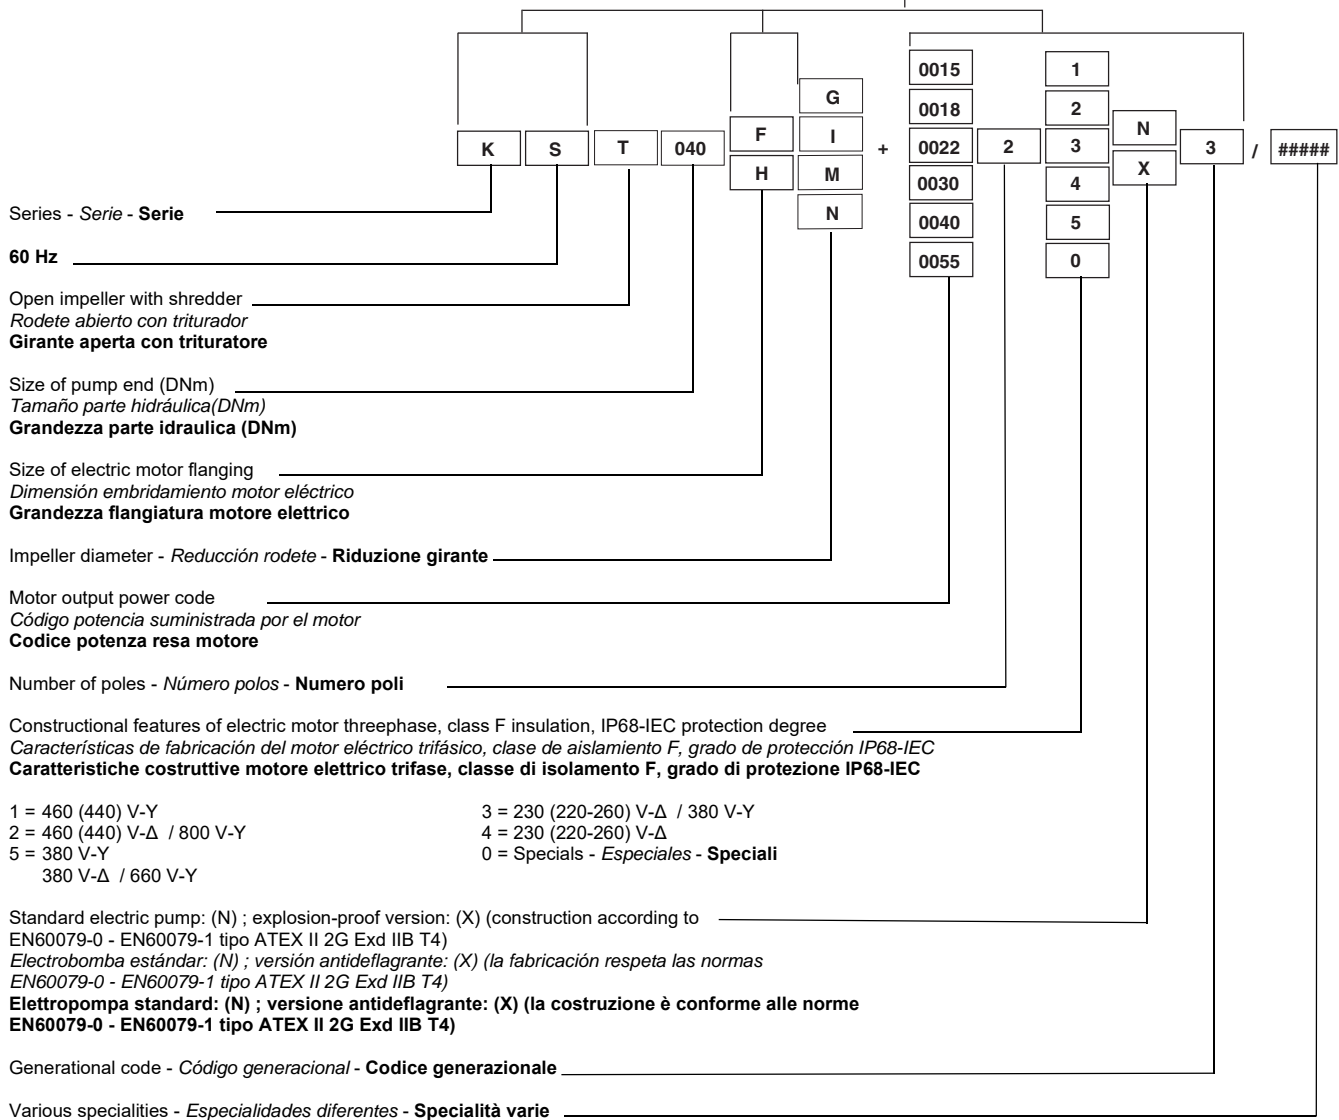 0015 1
G
0018 2
N
F I
K S T 040 + 0022 2 3 3 / #####
H M X
0030 4
N
0040 5
0055 0
Series - Serie - Serie
60 Hz
Open impeller with shredder
Rodete abierto con triturador
Girante aperta con trituratore
Size of pump end (DNm)
Tamaño parte hidráulica(DNm)
Grandezza parte idraulica (DNm)
Size of electric motor flanging
Dimensión embridamiento motor eléctrico
Grandezza flangiatura motore elettrico
Impeller diameter - Reducción rodete - Riduzione girante
Motor output power code
Código potencia suministrada por el motor
Codice potenza resa motore
Number of poles - Número polos - Numero poli
Constructional features of electric motor threephase, class F insulation, IP68-IEC protection degree
Características de fabricación del motor eléctrico trifásico, clase de aislamiento F, grado de protección IP68-IEC
Caratteristiche costruttive motore elettrico trifase, classe di isolamento F, grado di protezione IP68-IEC
1 = 460 (440) V-Y 3 = 230 (220-260) V-Δ / 380 V-Y
2 = 460 (440) V-Δ / 800 V-Y 4 = 230 (220-260) V-Δ
5 = 380 V-Y 0 = Specials - Especiales - Speciali
380 V-Δ / 660 V-Y
Standard electric pump: (N) ; explosion-proof version: (X) (construction according to
EN60079-0 - EN60079-1 tipo ATEX II 2G Exd IIB T4)
Electrobomba estándar: (N) ; versión antideflagrante: (X) (la fabricación respeta las normas
EN60079-0 - EN60079-1 tipo ATEX II 2G Exd IIB T4)
Elettropompa standard: (N) ; versione antideflagrante: (X) (la costruzione è conforme alle norme
EN60079-0 - EN60079-1 tipo ATEX II 2G Exd IIB T4)
Generational code - Código generacional - Codice generazionale
Various specialities - Especialidades diferentes - Specialità varie